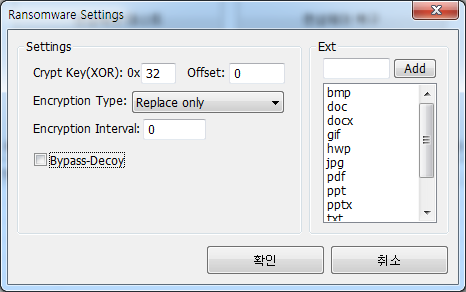 Ransomware Settings
Settings
Crypt Key(XOR): 0x 32 Offset: 0
Encryption Type: Replace only
Encryption Interval: 0
Bypass-Decoy
Ext
Add
bmp
doc
docx
gif
hwp
jpg
pdf
ppt
pptx
txt
확인
취소